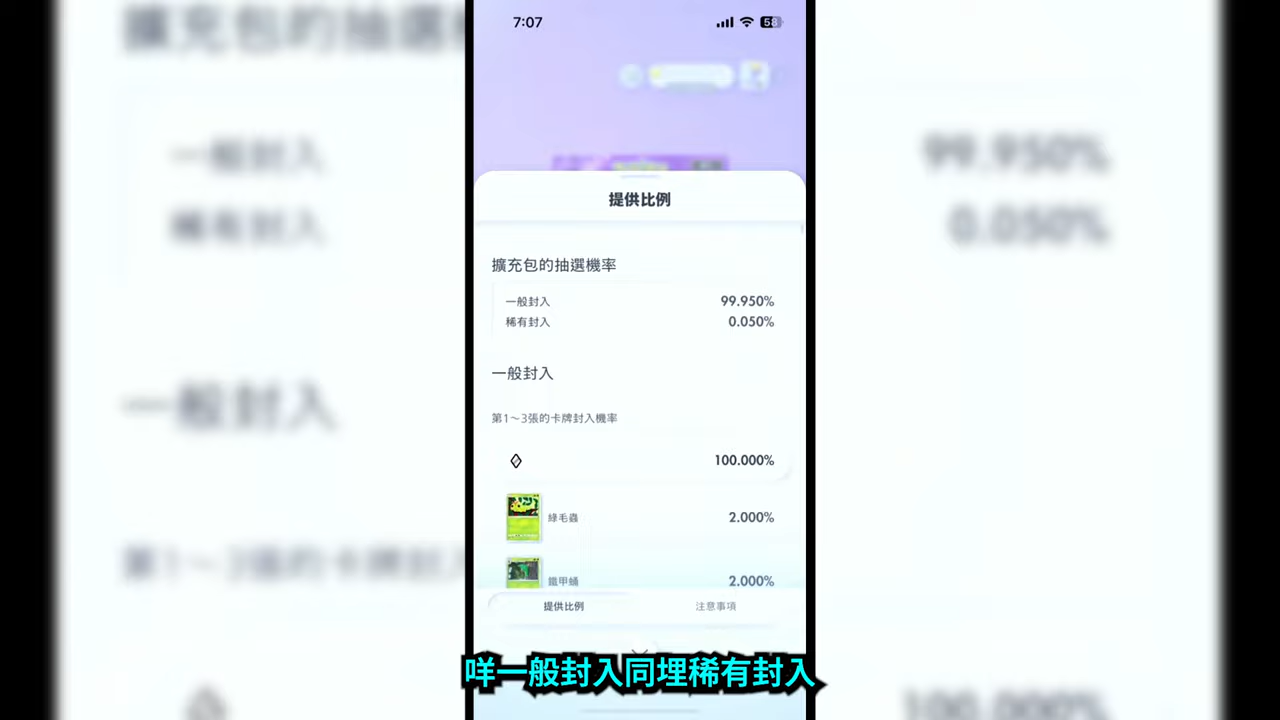 7:07
58
提供比例
擴充包的抽選機率
一般封入 99.950%
稀有封入 0.050%
一般封入
第1～3張的卡牌封入機率
100.000%
綠毛蟲 2.000%
鐵甲蛹 2.000%
提供比例 注意事項
咩一般封入同埋稀有封入